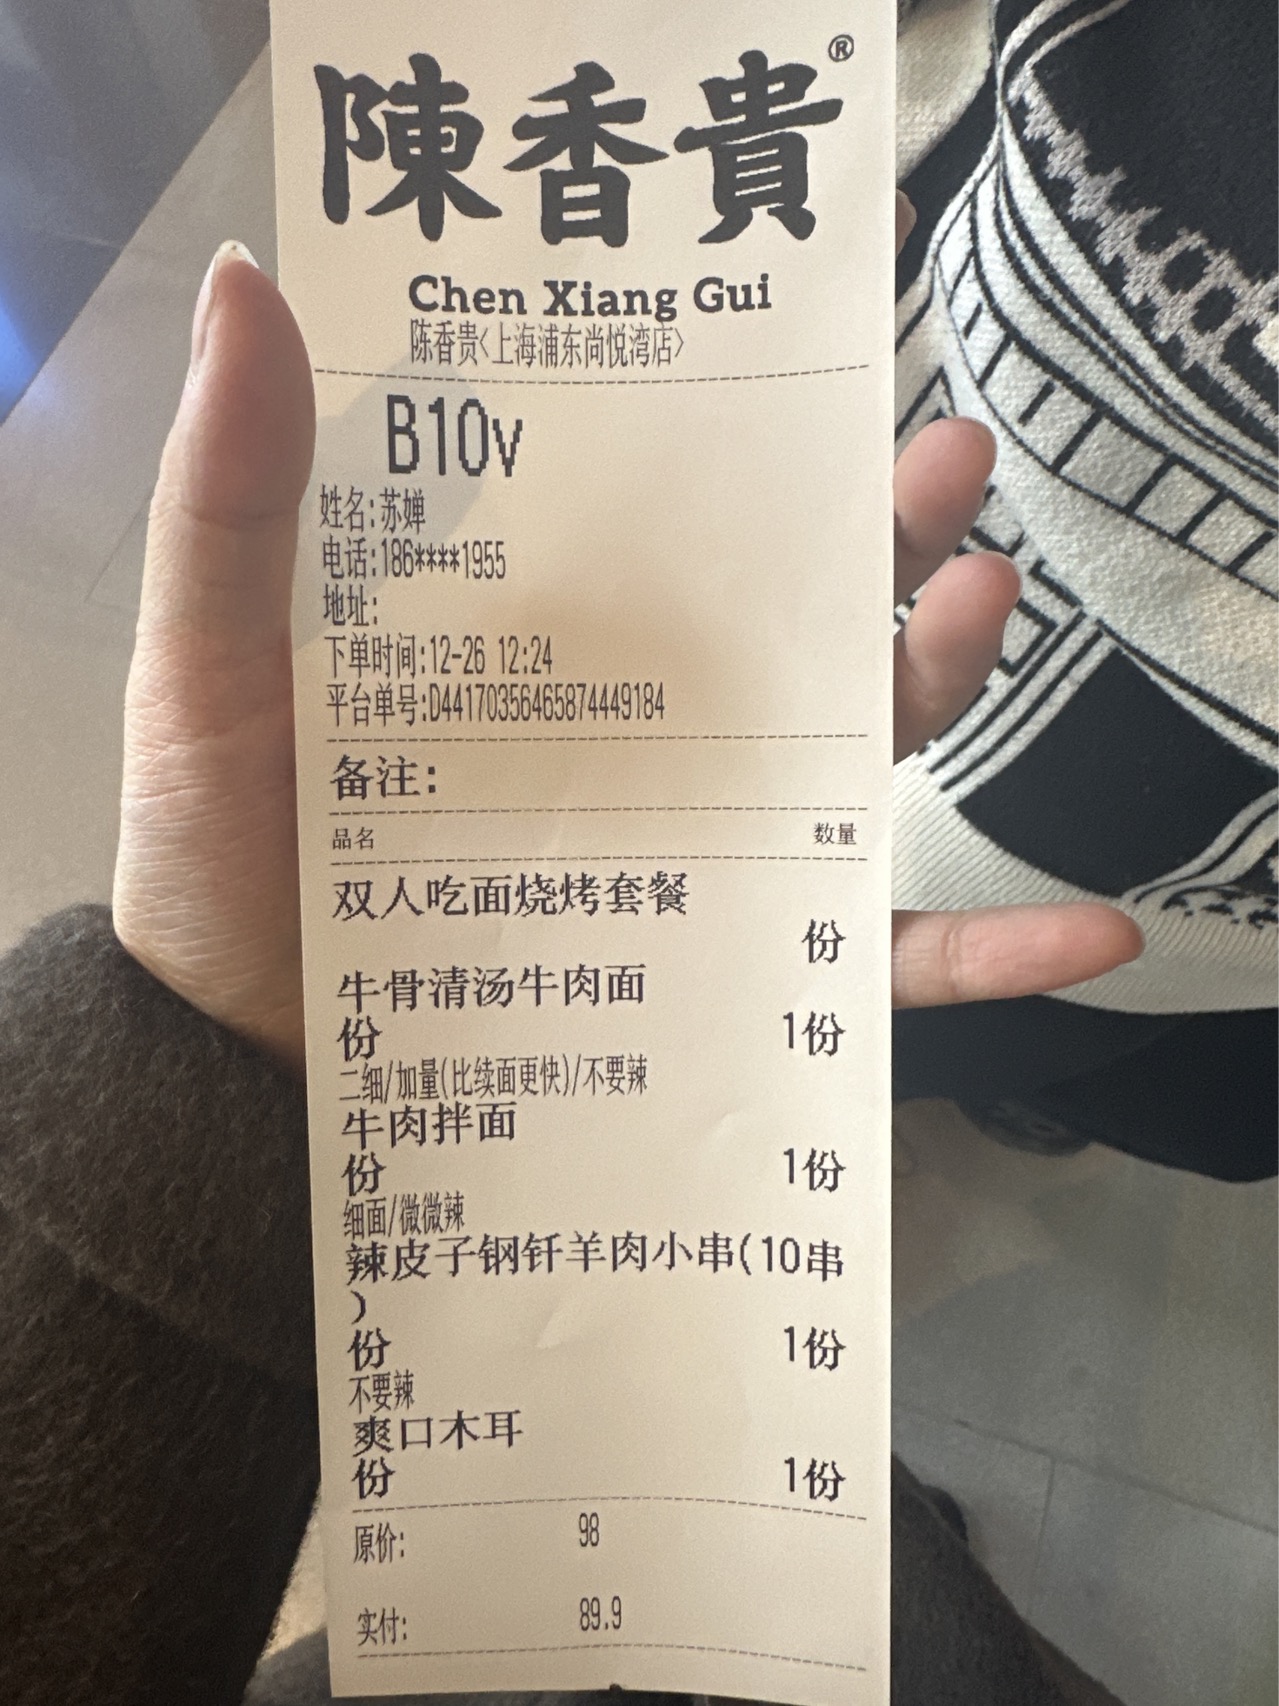 陳香貴®
Chen Xiang Gui
陈香贵<上海浦东尚悦湾店>
B10v
姓名:苏婵
电话:186****1955
地址:
下单时间:12-26 12:24
平台单号:D44170356465874449184
备注:
品名 数量
双人吃面烧烤套餐
份
牛骨清汤牛肉面
份 1份
二细/加量(比续面更快)/不要辣
牛肉拌面
份 1份
细面/微微辣
辣皮子钢钎羊肉小串(10串
)
份 1份
不要辣
爽口木耳
份 1份
原价: 98
实付: 89.9